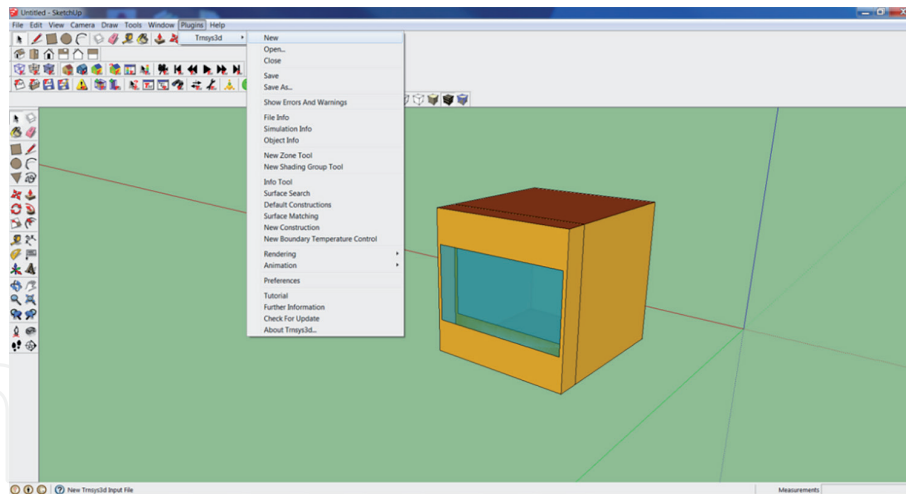 Untitled - SketchUp
File Edit View Camera Draw Tools Window Plugins Help
Trnsys3d
New
Open...
Close
Save
Save As...
Show Errors And Warnings
File Info
Simulation Info
Object Info
New Zone Tool
New Shading Group Tool
Info Tool
Surface Search
Default Constructions
Surface Matching
New Construction
New Boundary Temperature Control
Rendering
Animation
Preferences
Tutorial
Further Information
Check For Update
About Trnsys3d...
New Trnsys3d Input File
Measurements